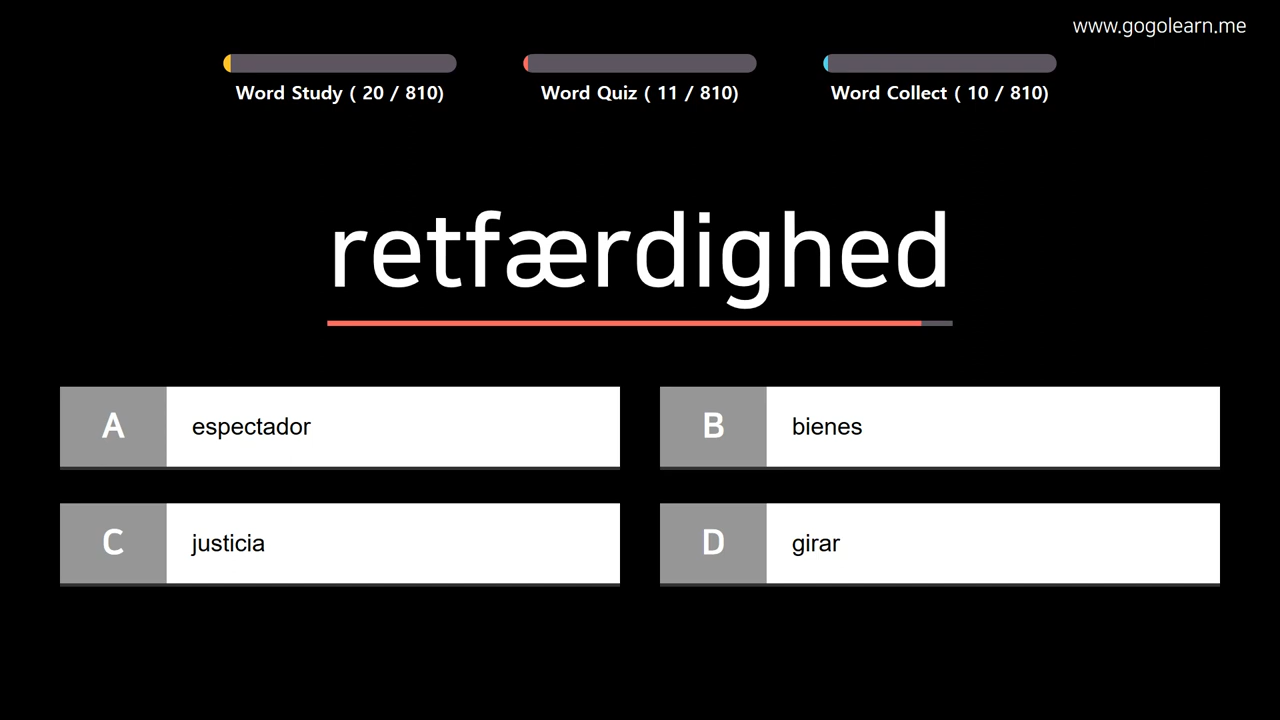 www.gogolearn.me
Word Study ( 20 / 810)
Word Quiz ( 11 / 810)
Word Collect ( 10 / 810)
retfærdighed
A espectador
B bienes
C justicia
D girar